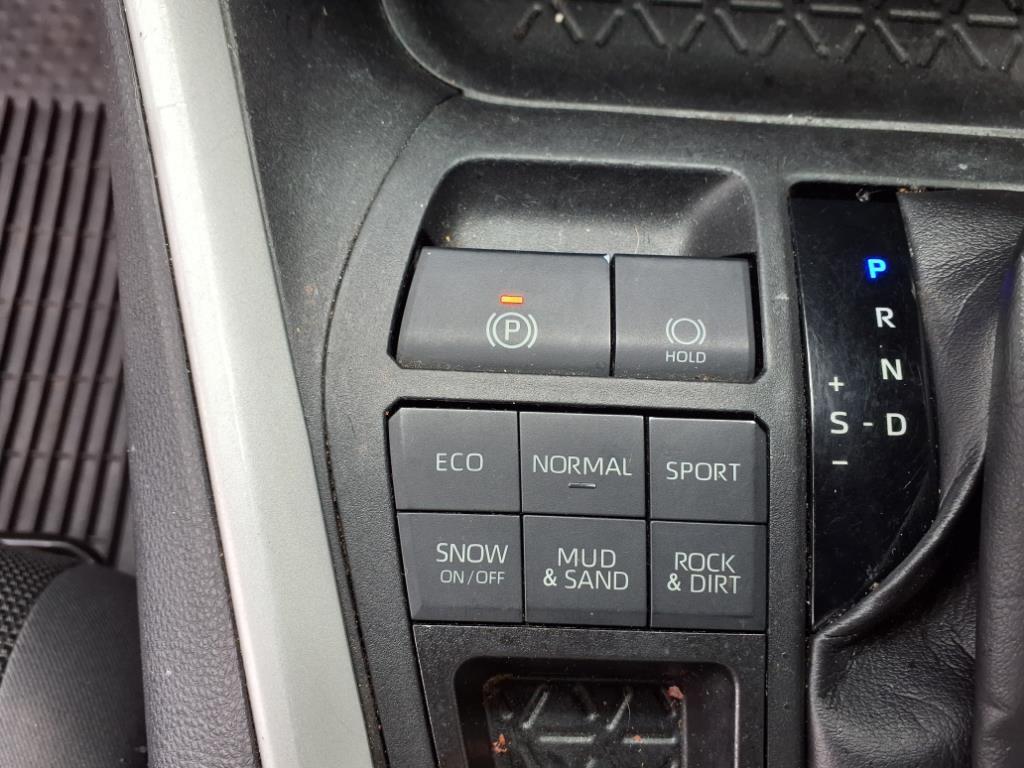 P
HOLD
P
R
N
+
S - D
−
ECO
NORMAL
SPORT
SNOW
ON/OFF
MUD
& SAND
ROCK
& DIRT